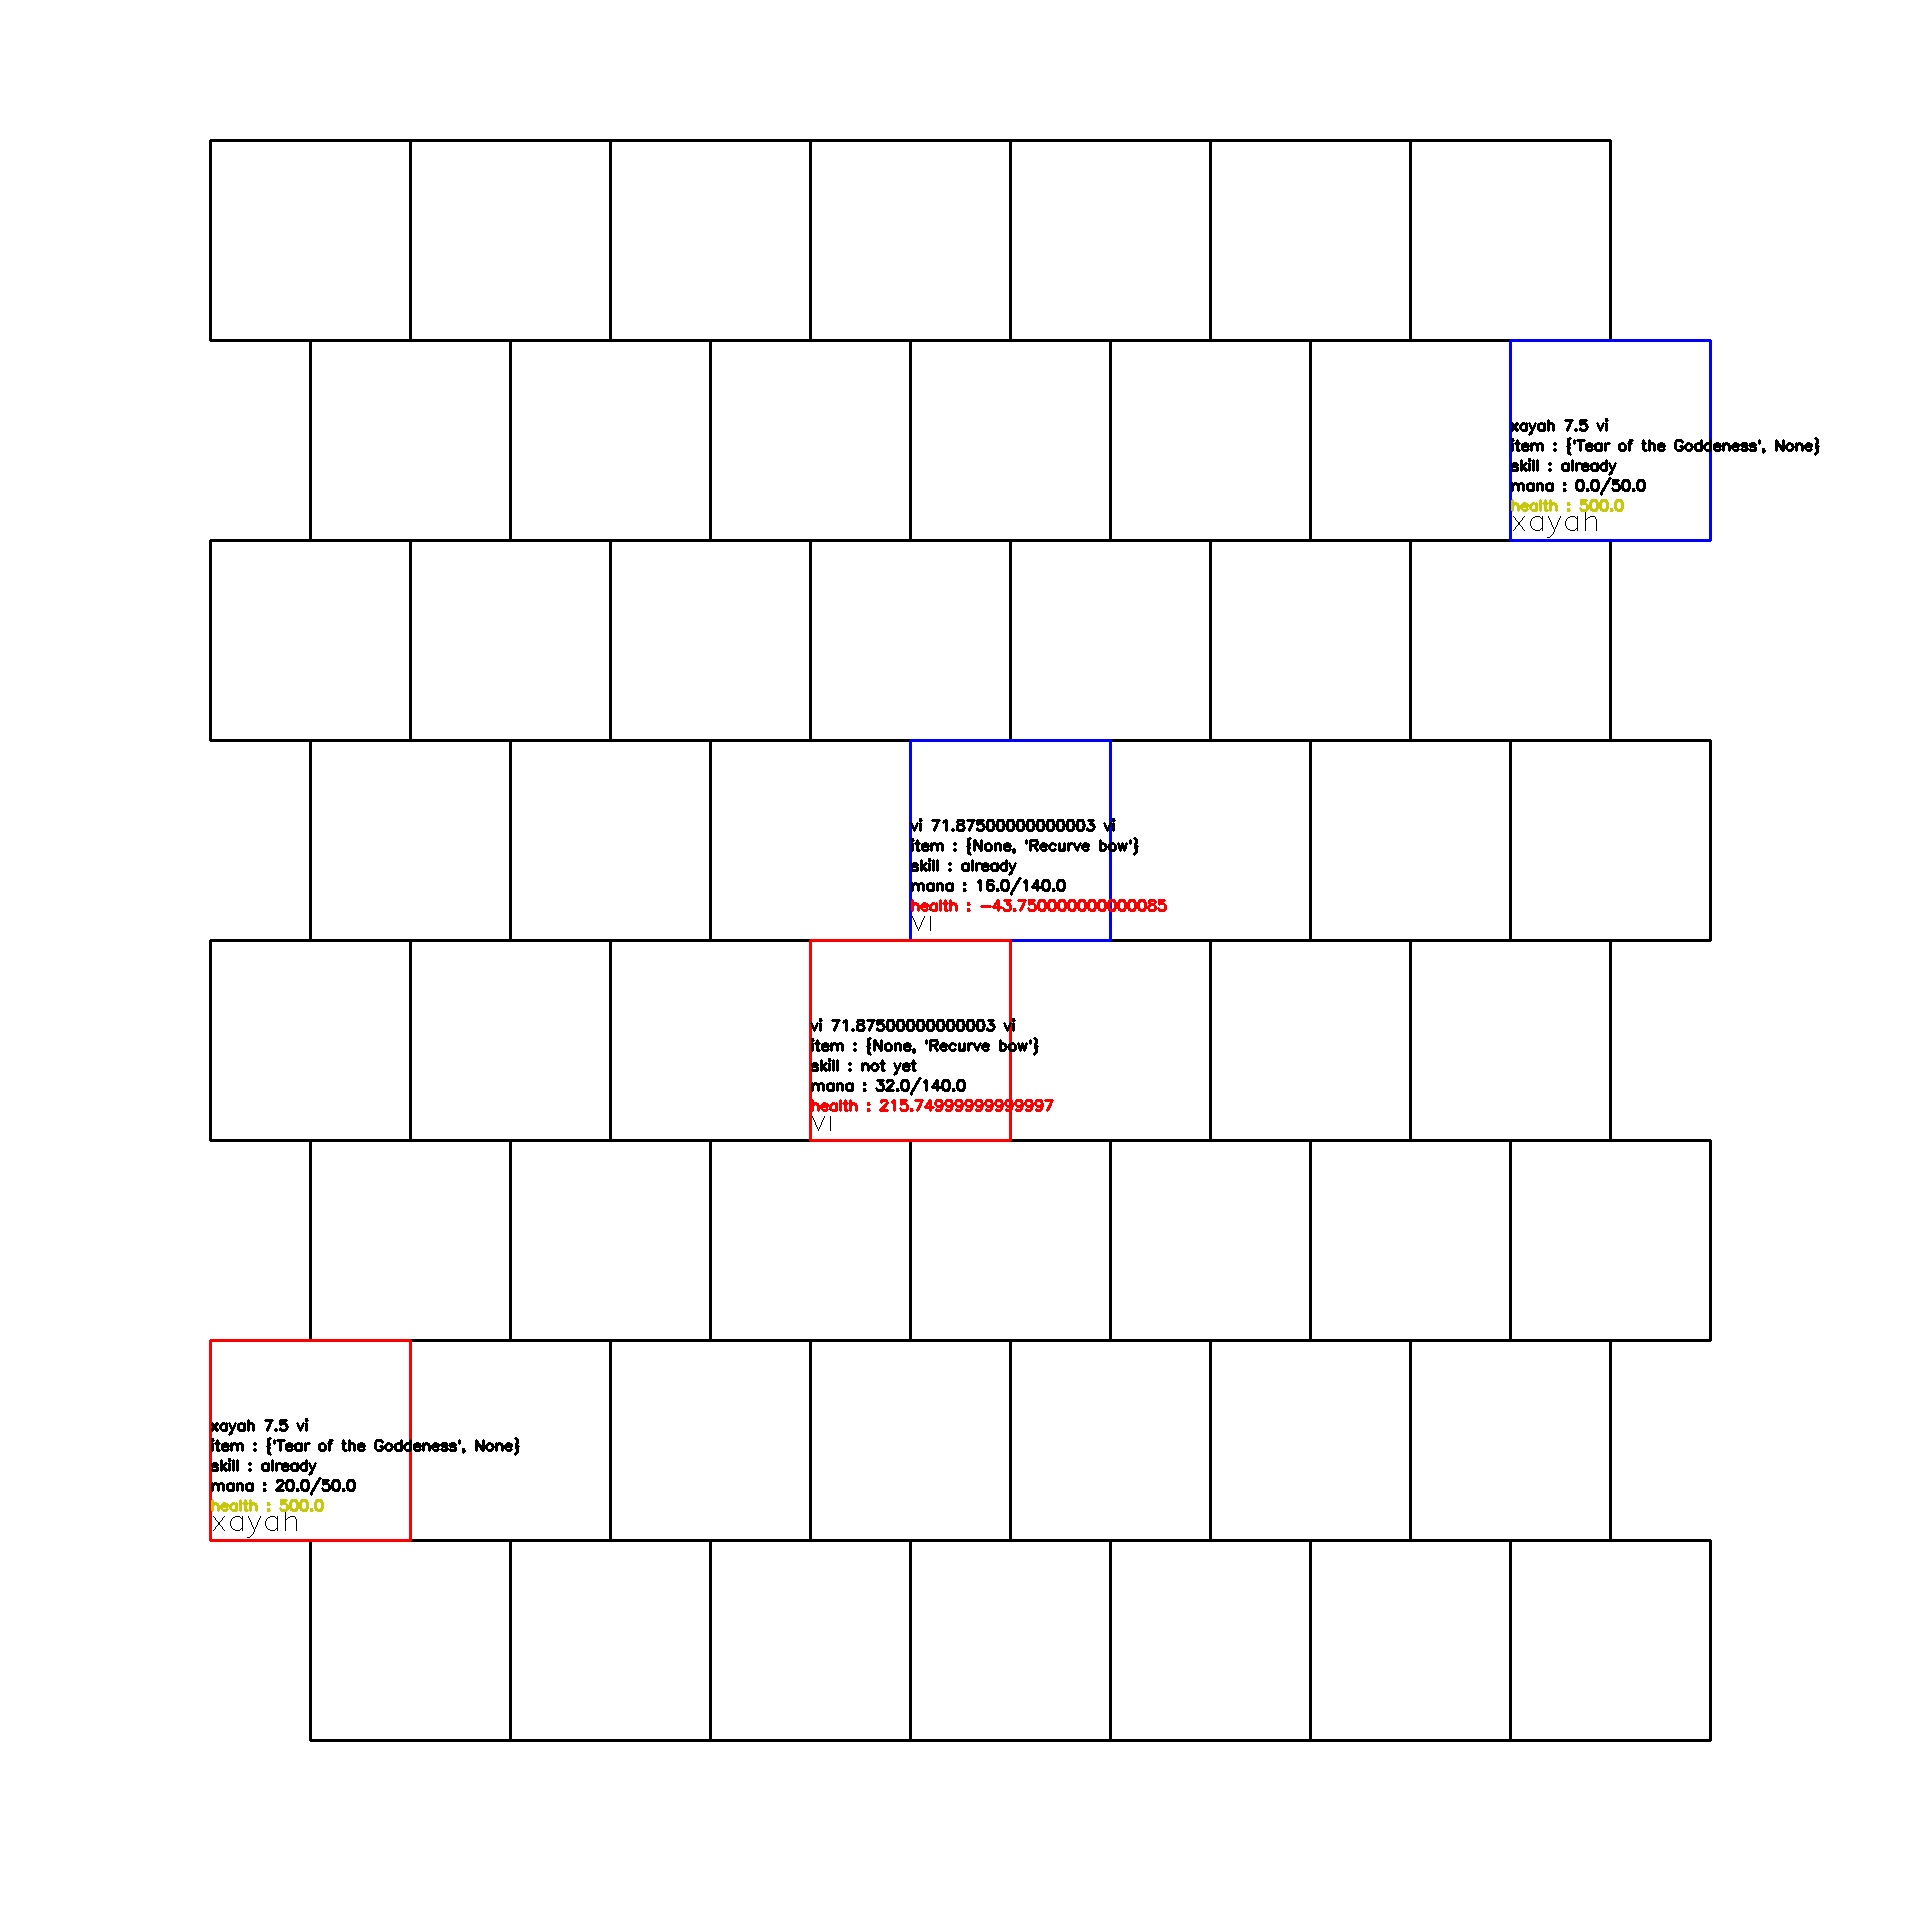 xayah 7.5 vi
item : {'Tear of the Goddeness', None}
skill : already
mana : 0.0/50.0
health : 500.0
xayah
vi 71.87500000000003 vi
item : {None, 'Recurve bow'}
skill : already
mana : 16.0/140.0
health : -43.750000000000085
vi
vi 71.87500000000003 vi
item : {None, 'Recurve bow'}
skill : not yet
mana : 32.0/140.0
health : 215.74999999999997
vi
xayah 7.5 vi
item : {'Tear of the Goddeness', None}
skill : already
mana : 20.0/50.0
health : 500.0
xayah